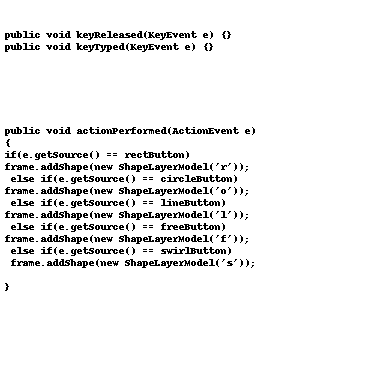 public void keyReleased(KeyEvent e) {}
public void keyTyped(KeyEvent e) {}
public void actionPerformed(ActionEvent e)
{
if(e.getSource() == rectButton)
frame.addShape(new ShapeLayerModel('r'));
else if(e.getSource() == circleButton)
frame.addShape(new ShapeLayerModel('o'));
else if(e.getSource() == lineButton)
frame.addShape(new ShapeLayerModel('l'));
else if(e.getSource() == freeButton)
frame.addShape(new ShapeLayerModel('f'));
else if(e.getSource() == swirlButton)
frame.addShape(new ShapeLayerModel('s'));
}